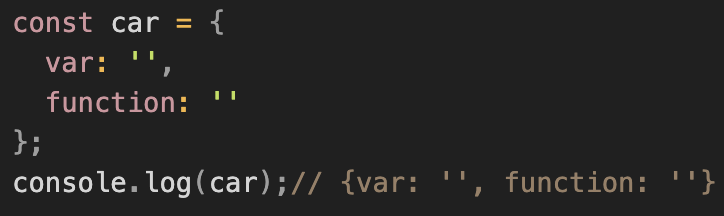 const car = {
  var: '',
  function: ''
};
console.log(car);// {var: '', function: ''}